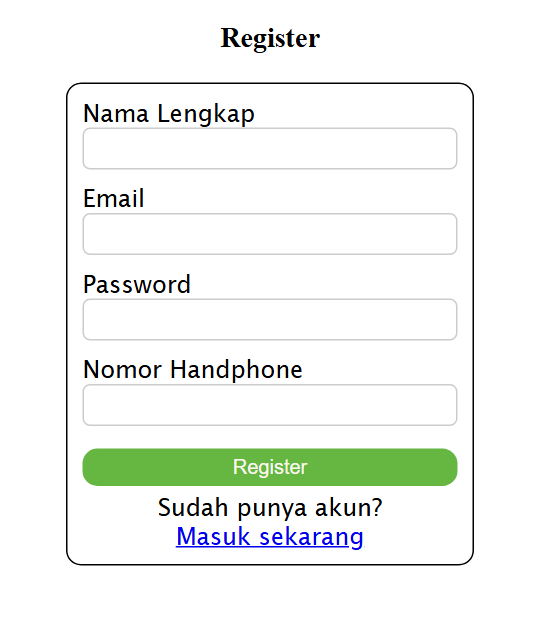 Register
Nama Lengkap
Email
Password
Nomor Handphone
Register
Sudah punya akun?
Masuk sekarang